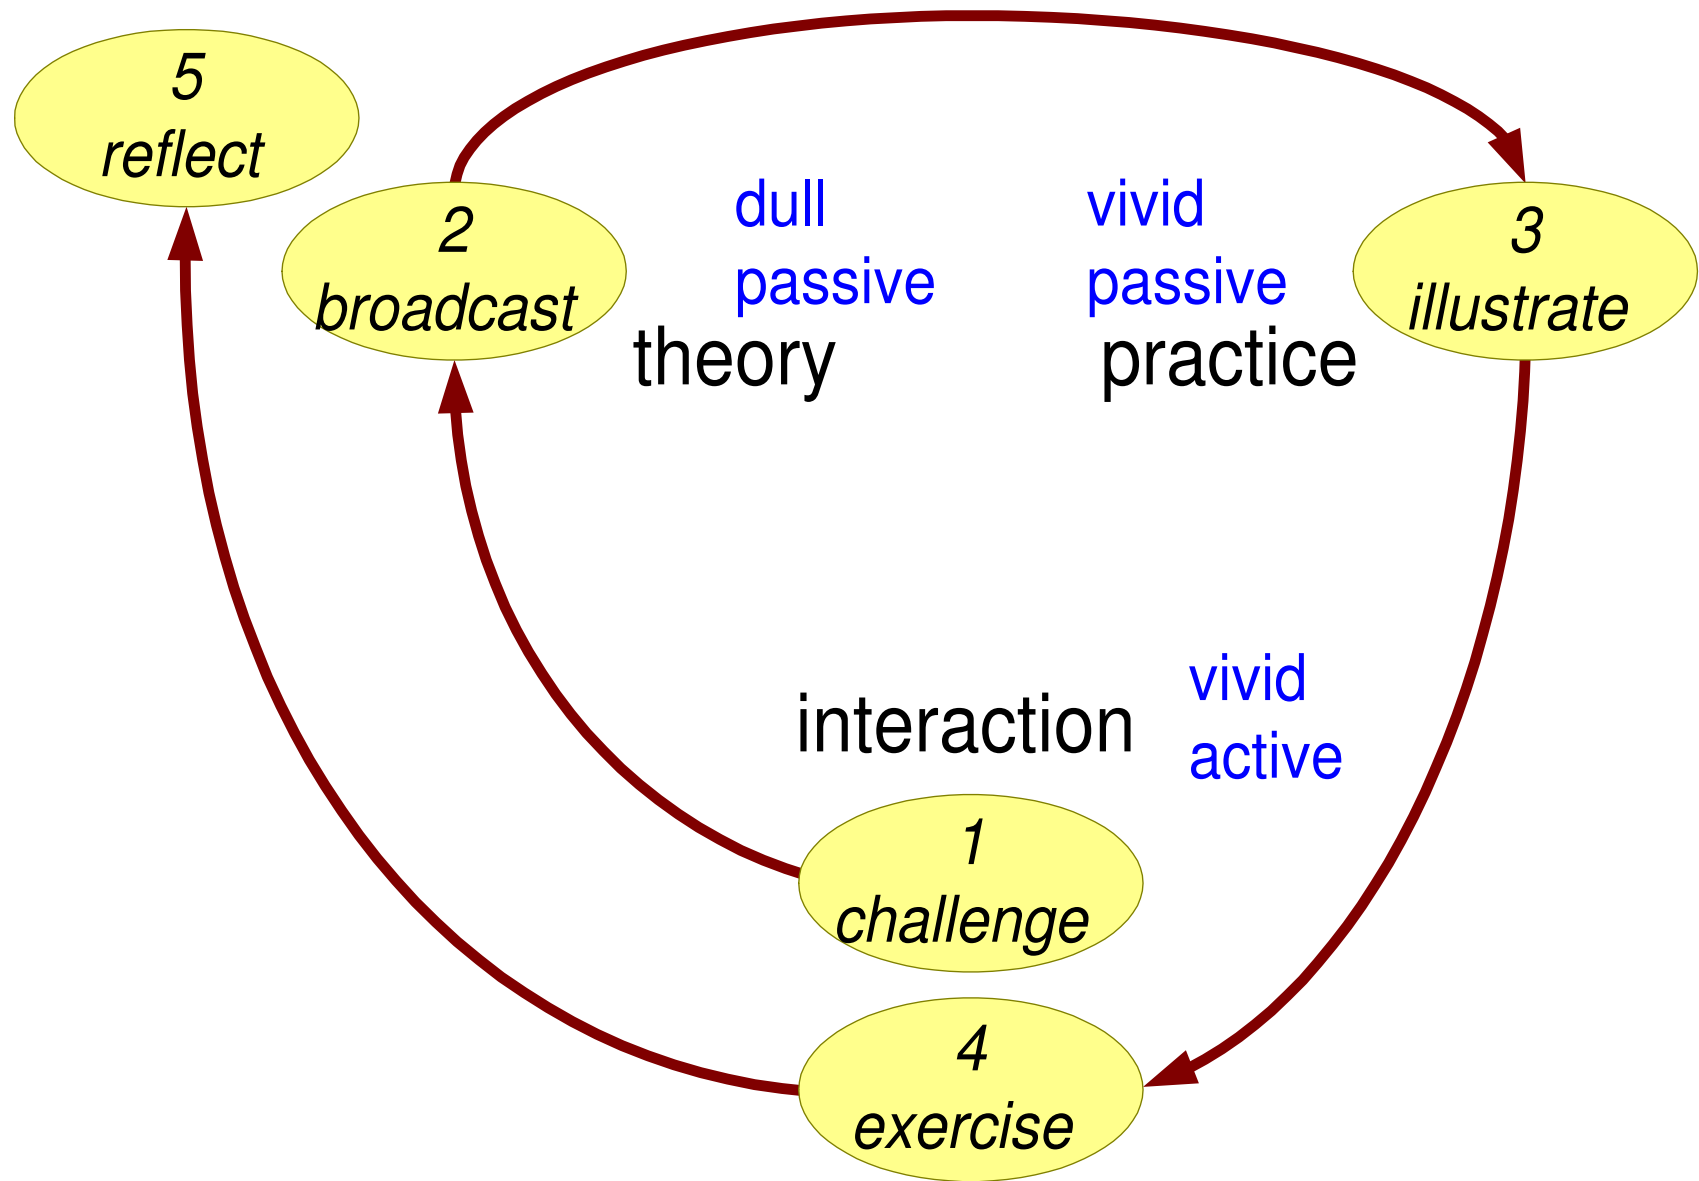 5
reflect
2
broadcast
dull
passive
theory
vivid
passive
practice
3
illustrate
interaction
vivid
active
1
challenge
4
exercise